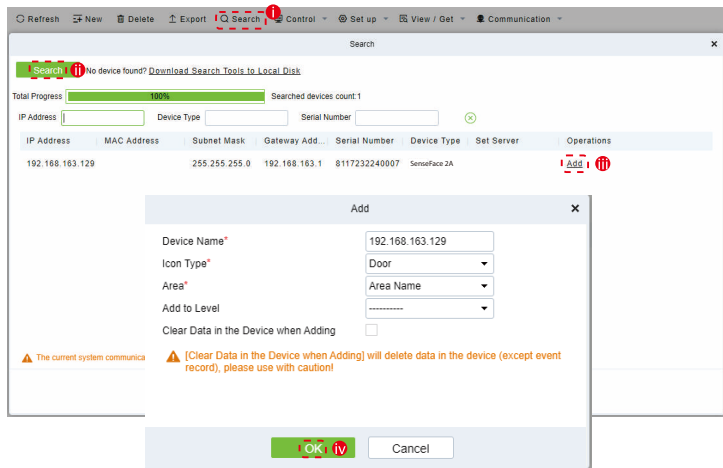 Refresh New Delete Export Search Control Set up View / Get Communication
i
Search
Search ii No device found? Download Search Tools to Local Disk
Total Progress 100% Searched devices count:1
IP Address Device Type Serial Number
IP Address MAC Address Subnet Mask Gateway Add... Serial Number Device Type Set Server Operations
192.168.163.129 255.255.255.0 192.168.163.1 8117232240007 SenseFace 2A Add iii
Add
Device Name* 192.168.163.129
Icon Type* Door
Area* Area Name
Add to Level ----------
Clear Data in the Device when Adding
The current system communica
[Clear Data in the Device when Adding] will delete data in the device (except event
record), please use with caution!
OK iv Cancel